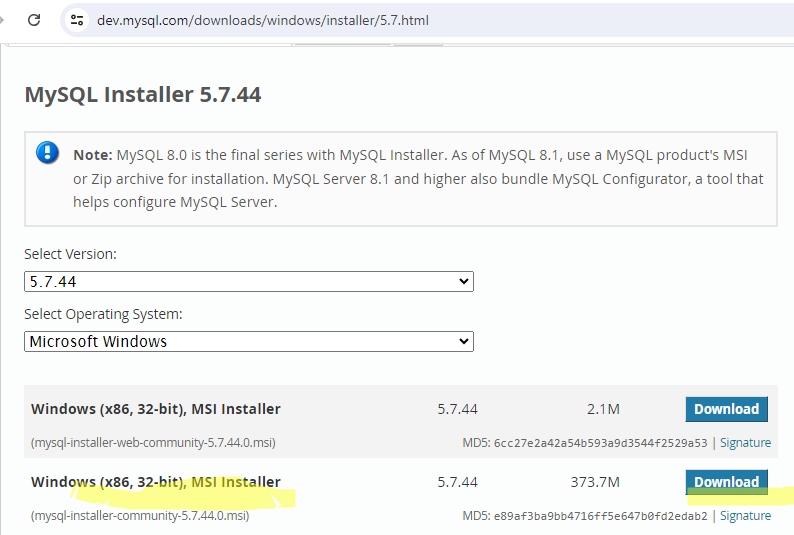 dev.mysql.com/downloads/windows/installer/5.7.html
MySQL Installer 5.7.44
Note: MySQL 8.0 is the final series with MySQL Installer. As of MySQL 8.1, use a MySQL product's MSI
or Zip archive for installation. MySQL Server 8.1 and higher also bundle MySQL Configurator, a tool that
helps configure MySQL Server.
Select Version:
5.7.44
Select Operating System:
Microsoft Windows
Windows (x86, 32-bit), MSI Installer 5.7.44 2.1M Download
(mysql-installer-web-community-5.7.44.0.msi) MD5: 6cc27e2a42a54b593a9d3544f2529a53 | Signature
Windows (x86, 32-bit), MSI Installer 5.7.44 373.7M Download
(mysql-installer-community-5.7.44.0.msi) MD5: e89af3ba9bb4716ff5e647b0fd2edab2 | Signature